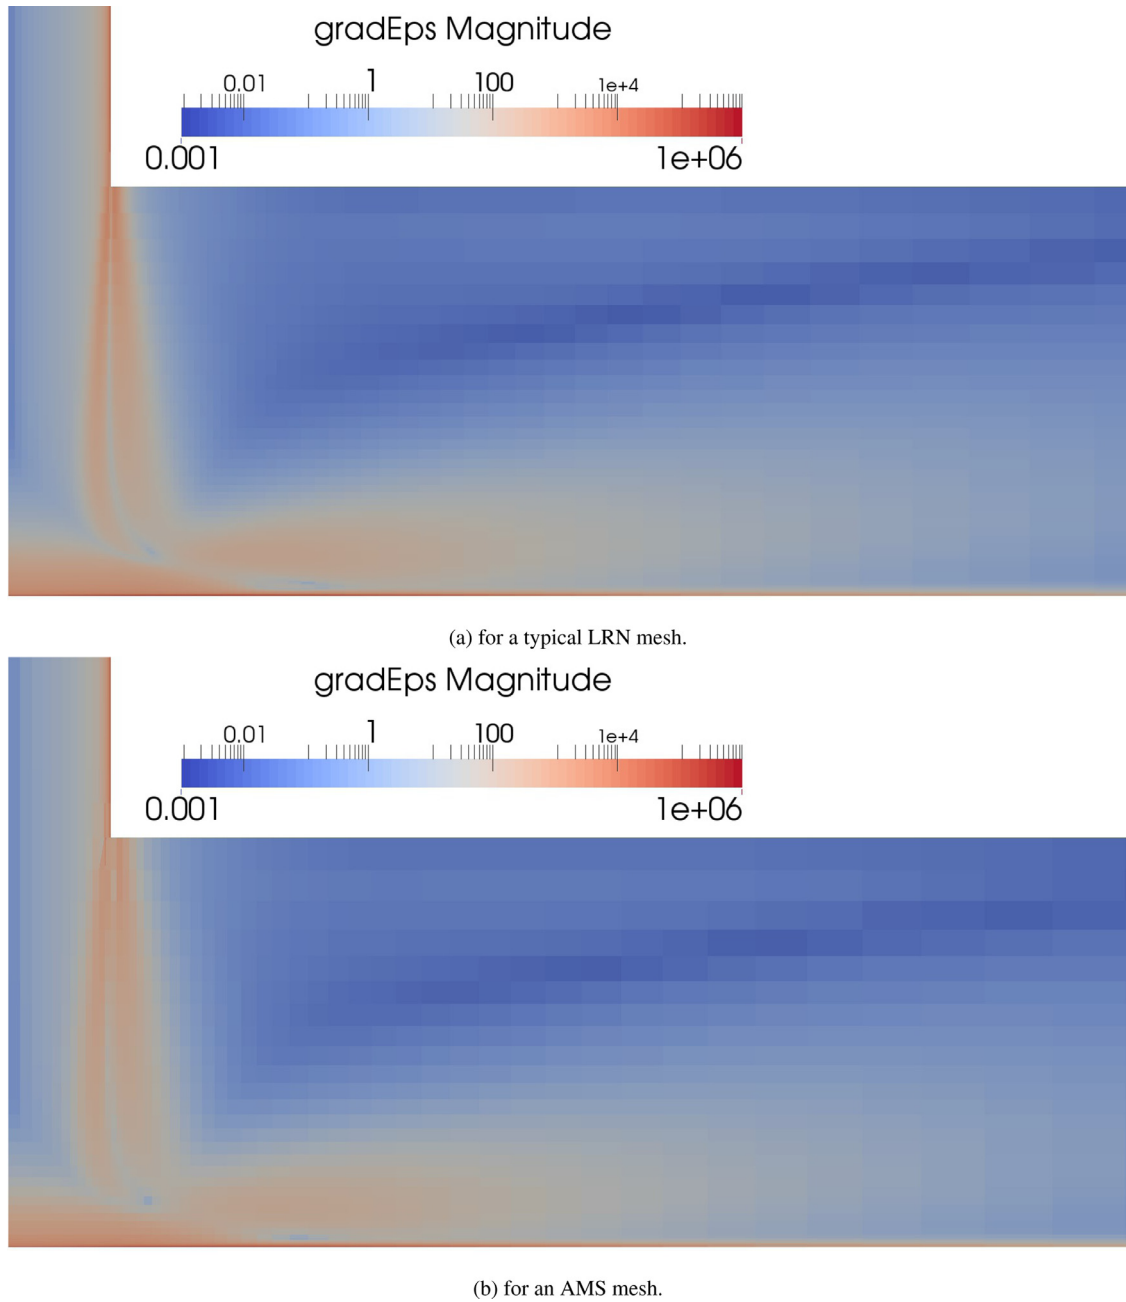 gradEps Magnitude
0.01 1 100 1e+4
0.001 1e+06
(a) for a typical LRN mesh.
gradEps Magnitude
0.01 1 100 1e+4
0.001 1e+06
(b) for an AMS mesh.